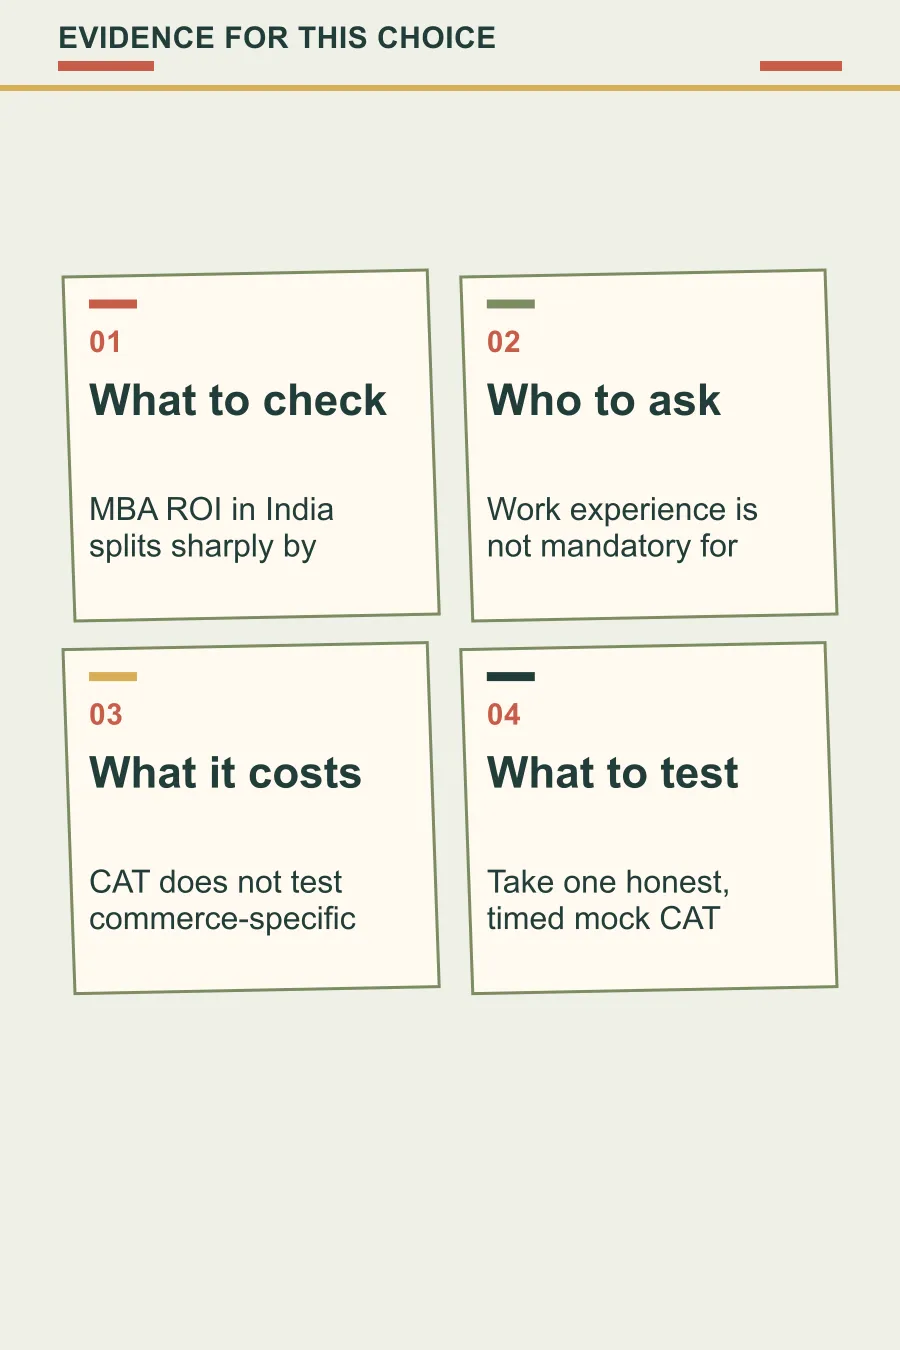 EVIDENCE FOR THIS CHOICE
01
What to check
MBA ROI in India
splits sharply by
02
Who to ask
Work experience is
not mandatory for
03
What it costs
CAT does not test
commerce-specific
04
What to test
Take one honest,
timed mock CAT